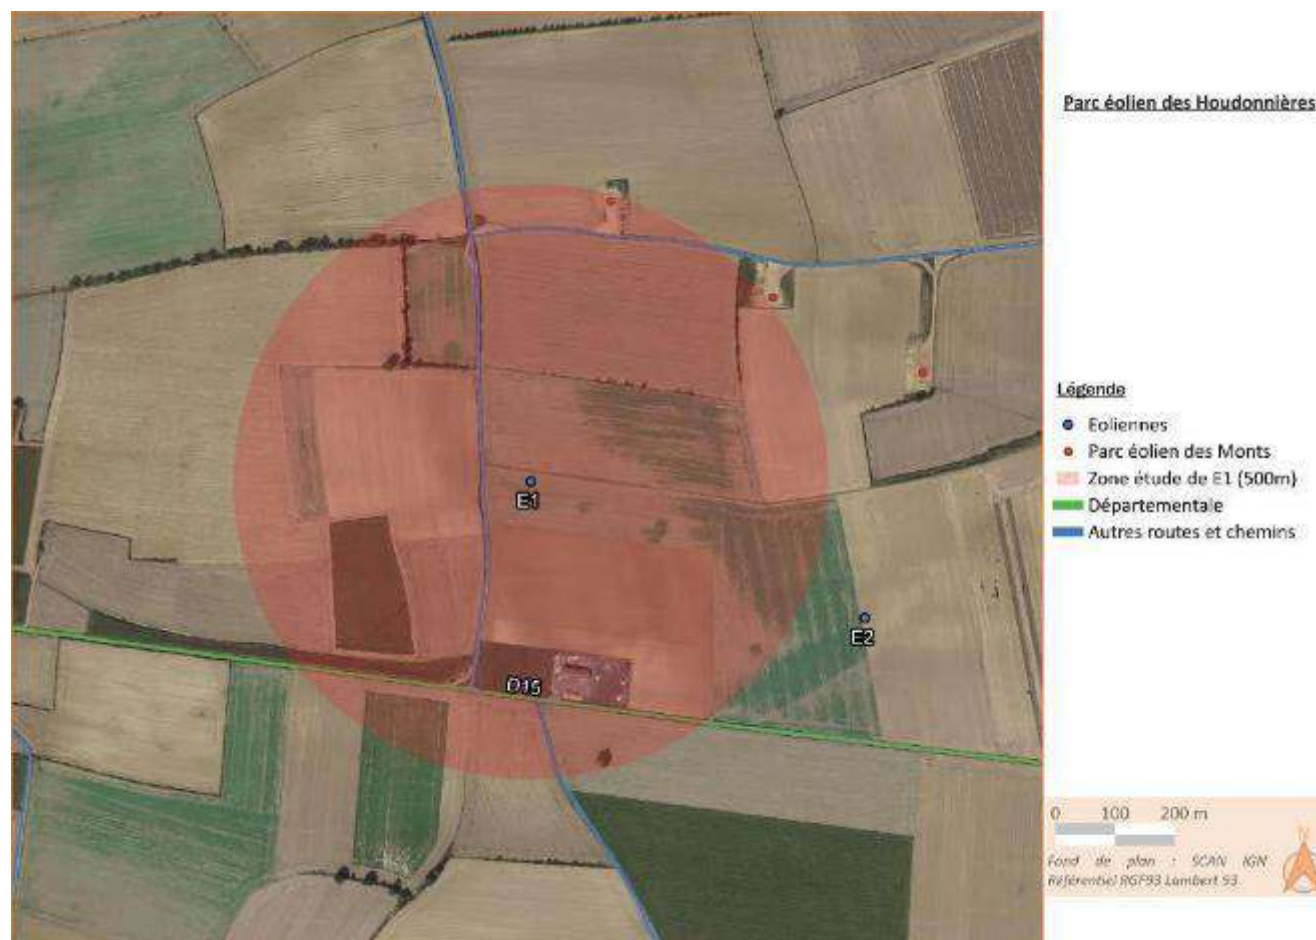 Parc éolien des Houdonnières
Légende
Eoliennes
Parc éolien des Monts
Zone étude de E1 (500m)
Départementale
Autres routes et chemins
E1
E2
D15
0 100 200 m
Fond de plan : SCAN IGN
Référentiel RGF93 Lambert 93